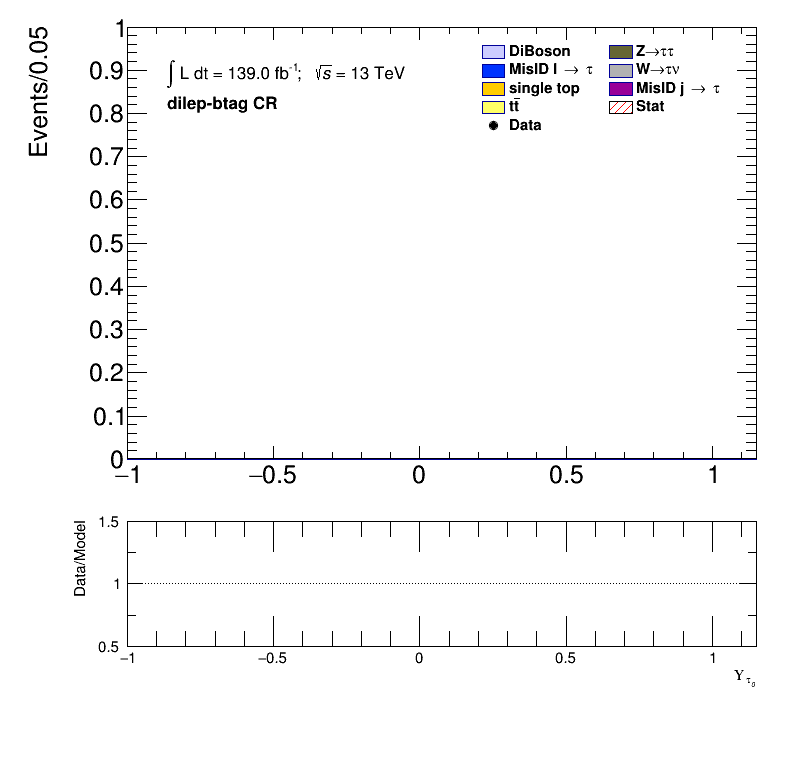 Events/0.05
1
0.9
0.8
0.7
0.6
0.5
0.4
0.3
0.2
0.1
0
∫ L dt = 139.0 fb⁻¹; √s = 13 TeV
dilep-btag CR
DiBoson
MisID l → τ
single top
tt̄
Data
Z→ττ
W→τν
MisID j → τ
Stat
−1 −0.5 0 0.5 1
Data/Model
1.5
1
0.5
−1 −0.5 0 0.5 1
Υ_τ₀